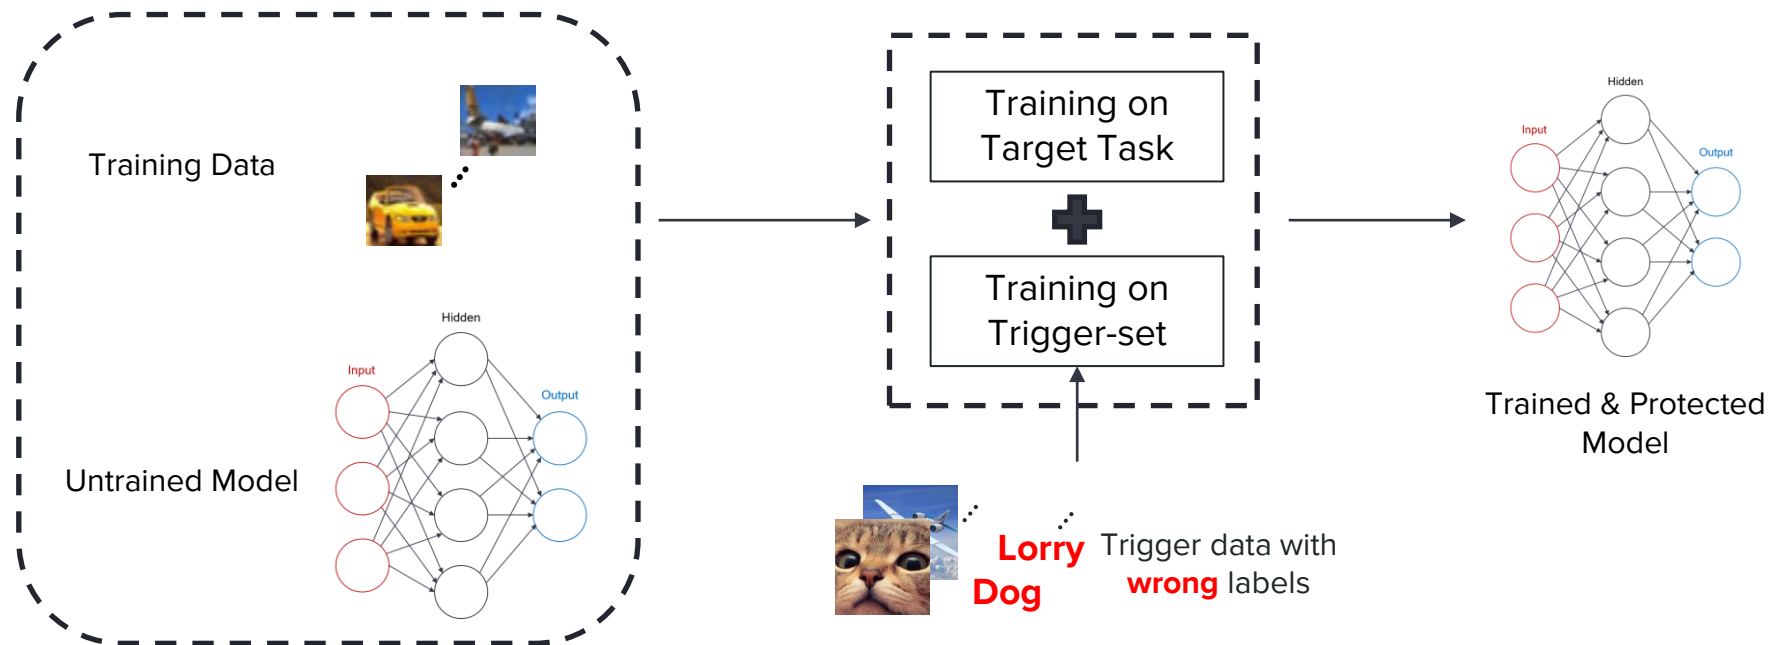 Training Data
Hidden
Input
Output
Untrained Model
Training on
Target Task
Training on
Trigger-set
Lorry
Dog
Trigger data with
wrong labels
Hidden
Input
Output
Trained & Protected
Model